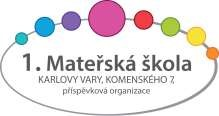 1. Mateřská škola
KARLOVY VARY, KOMENSKÉHO 7,
příspěvková organizace